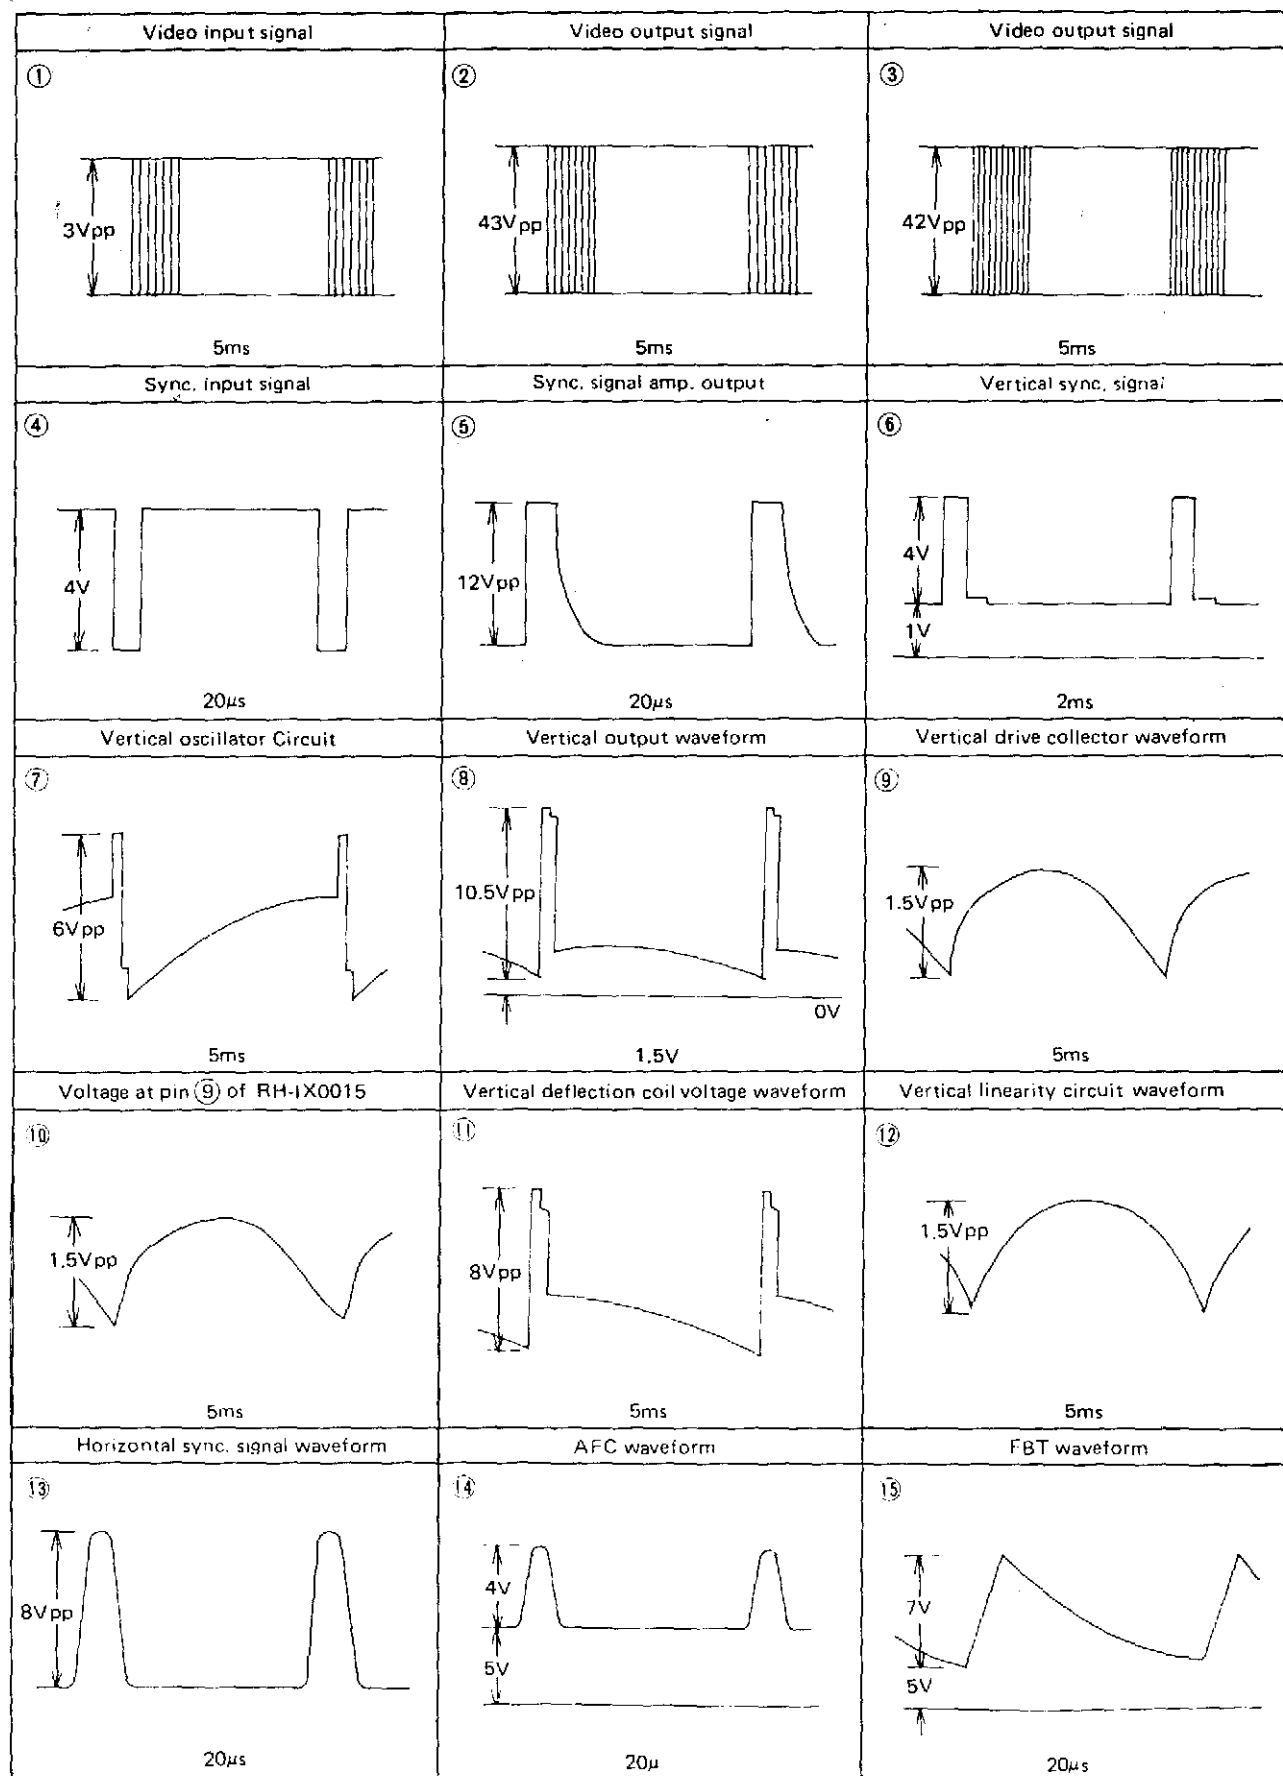 Video input signal
Video output signal
Video output signal
①
②
③
3Vpp
43Vpp
42Vpp
5ms
5ms
5ms
Sync. input signal
Sync. signal amp. output
Vertical sync. signal
④
⑤
⑥
4V
12Vpp
4V
1V
20μs
20μs
2ms
Vertical oscillator Circuit
Vertical output waveform
Vertical drive collector waveform
⑦
⑧
⑨
6Vpp
10.5Vpp
0V
1.5Vpp
5ms
1.5V
5ms
Voltage at pin ⑨ of RH-IX0015
Vertical deflection coil voltage waveform
Vertical linearity circuit waveform
⑩
⑪
⑫
1.5Vpp
8Vpp
1.5Vpp
5ms
5ms
5ms
Horizontal sync. signal waveform
AFC waveform
FBT waveform
⑬
⑭
⑮
8Vpp
4V
5V
7V
5V
20μs
20μ
20μs